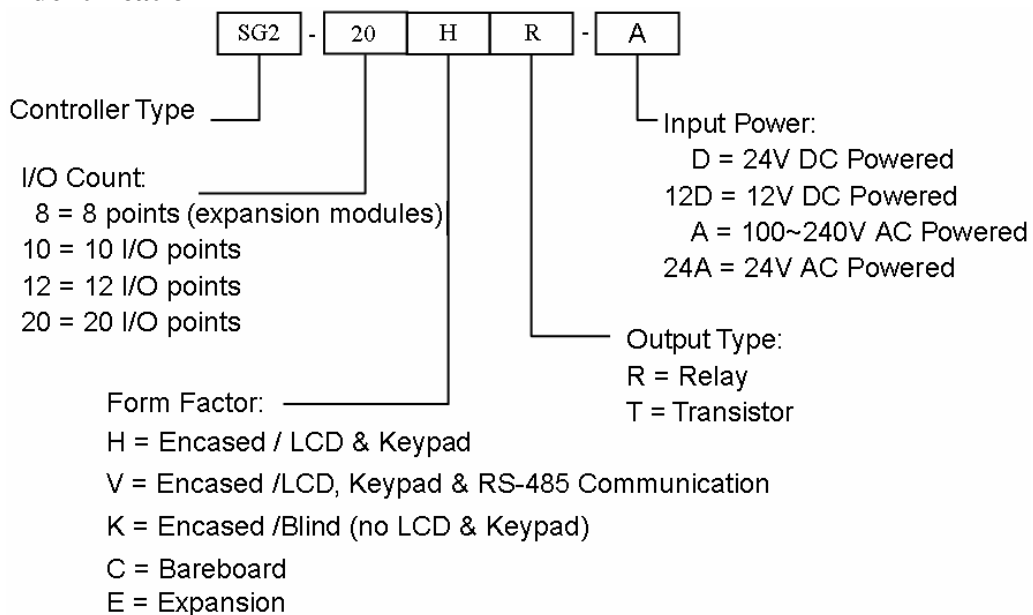 SG2 - 20 H R - A
Controller Type
I/O Count:
8 = 8 points (expansion modules)
10 = 10 I/O points
12 = 12 I/O points
20 = 20 I/O points
Input Power:
D = 24V DC Powered
12D = 12V DC Powered
A = 100~240V AC Powered
24A = 24V AC Powered
Output Type:
R = Relay
T = Transistor
Form Factor:
H = Encased / LCD & Keypad
V = Encased /LCD, Keypad & RS-485 Communication
K = Encased /Blind (no LCD & Keypad)
C = Bareboard
E = Expansion